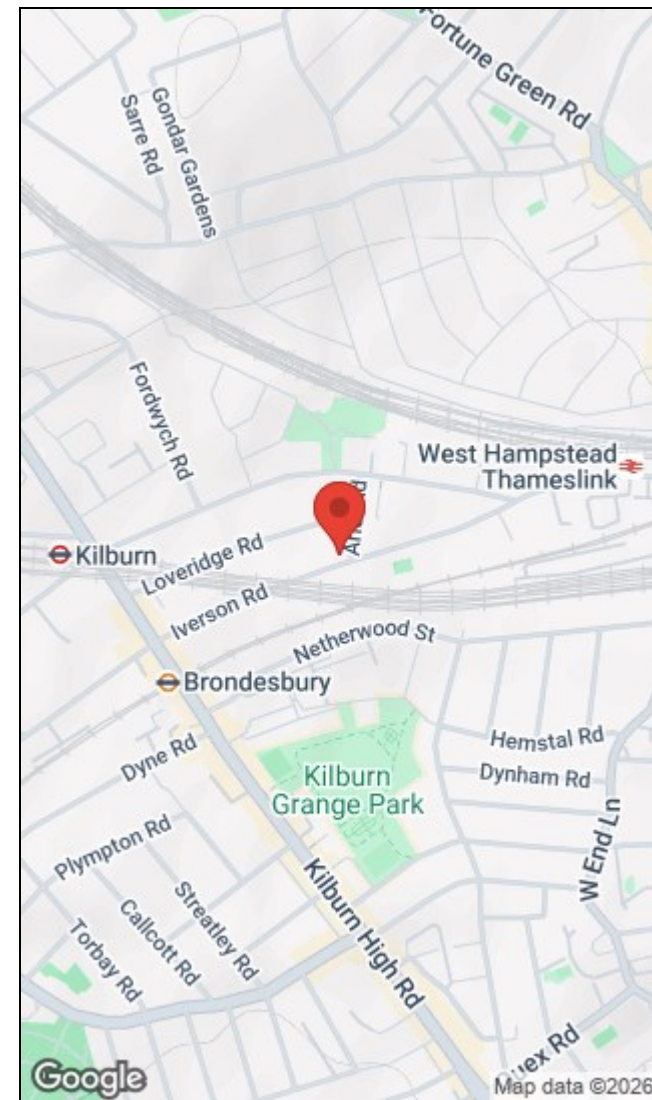 Fortune Green Rd
Sarre Rd
Gondar Gardens
Fordwych Rd
West Hampstead
Thameslink
Kilburn
Loveridge Rd
Iverson Rd
Netherwood St
Brondesbury
Dyne Rd
Hemstal Rd
Kilburn
Grange Park
Dynham Rd
Plympton Rd
W End Ln
Streatley Rd
Callcott Rd
Torbay Rd
Kilburn High Rd
Quex Rd
Google
Map data ©2026